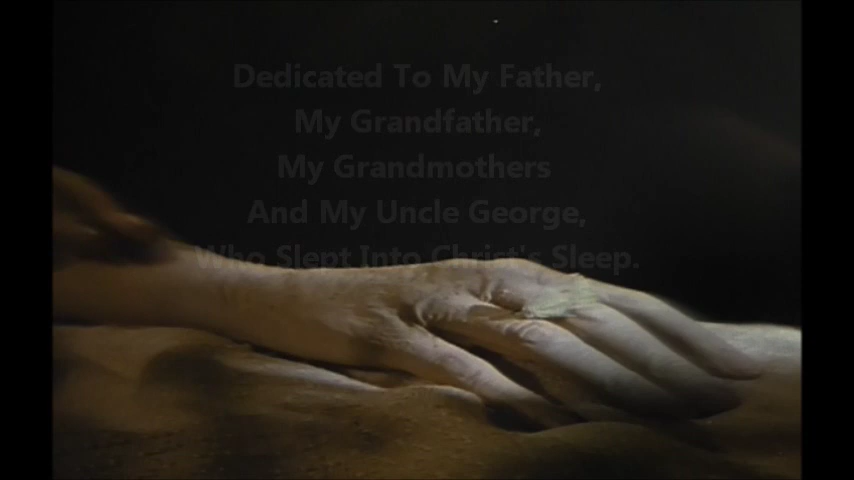 Dedicated To My Father,
My Grandfather,
My Grandmothers
And My Uncle George,
Who Slept Into Christ's Sleep.